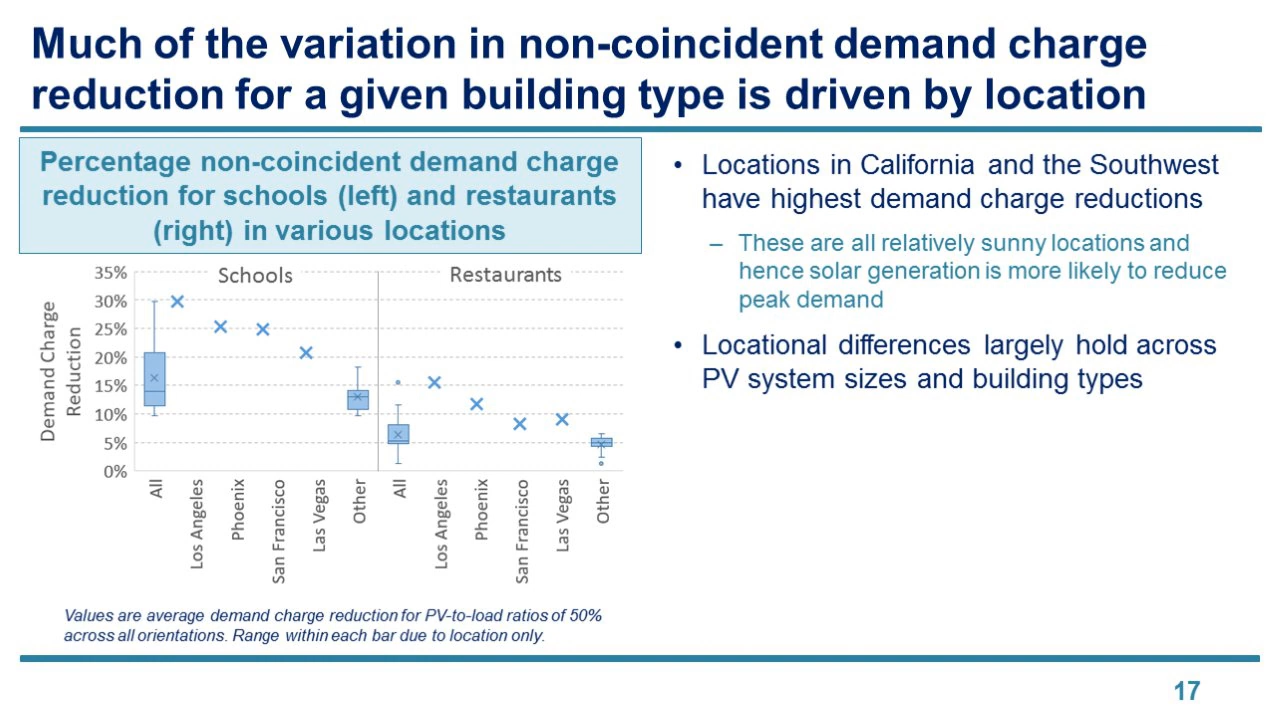 Much of the variation in non-coincident demand charge
reduction for a given building type is driven by location
Percentage non-coincident demand charge
reduction for schools (left) and restaurants
(right) in various locations
Demand Charge
Reduction
35%
30%
25%
20%
15%
10%
5%
0%
Schools
Restaurants
All
Los Angeles
Phoenix
San Francisco
Las Vegas
Other
All
Los Angeles
Phoenix
San Francisco
Las Vegas
Other
Values are average demand charge reduction for PV-to-load ratios of 50%
across all orientations. Range within each bar due to location only.
• Locations in California and the Southwest
have highest demand charge reductions
– These are all relatively sunny locations and
hence solar generation is more likely to reduce
peak demand
• Locational differences largely hold across
PV system sizes and building types
17